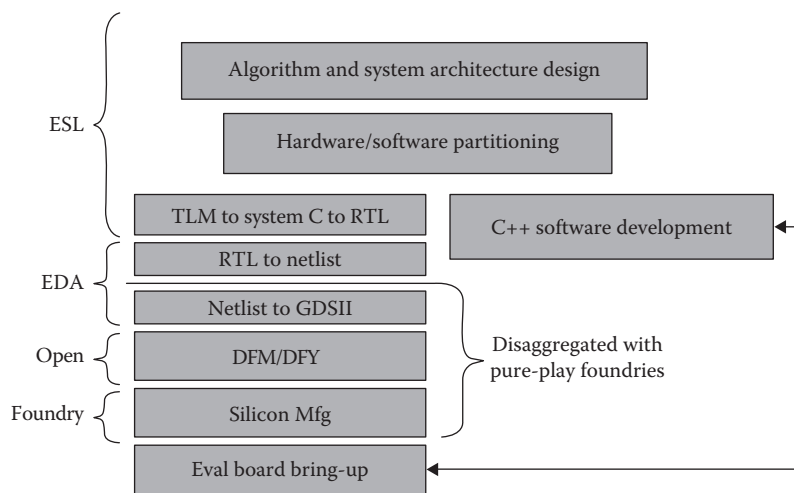 Algorithm and system architecture design
ESL
Hardware/software partitioning
TLM to system C to RTL
C++ software development
RTL to netlist
EDA
Netlist to GDSII
Open
DFM/DFY
Disaggregated with
pure-play foundries
Foundry
Silicon Mfg
Eval board bring-up